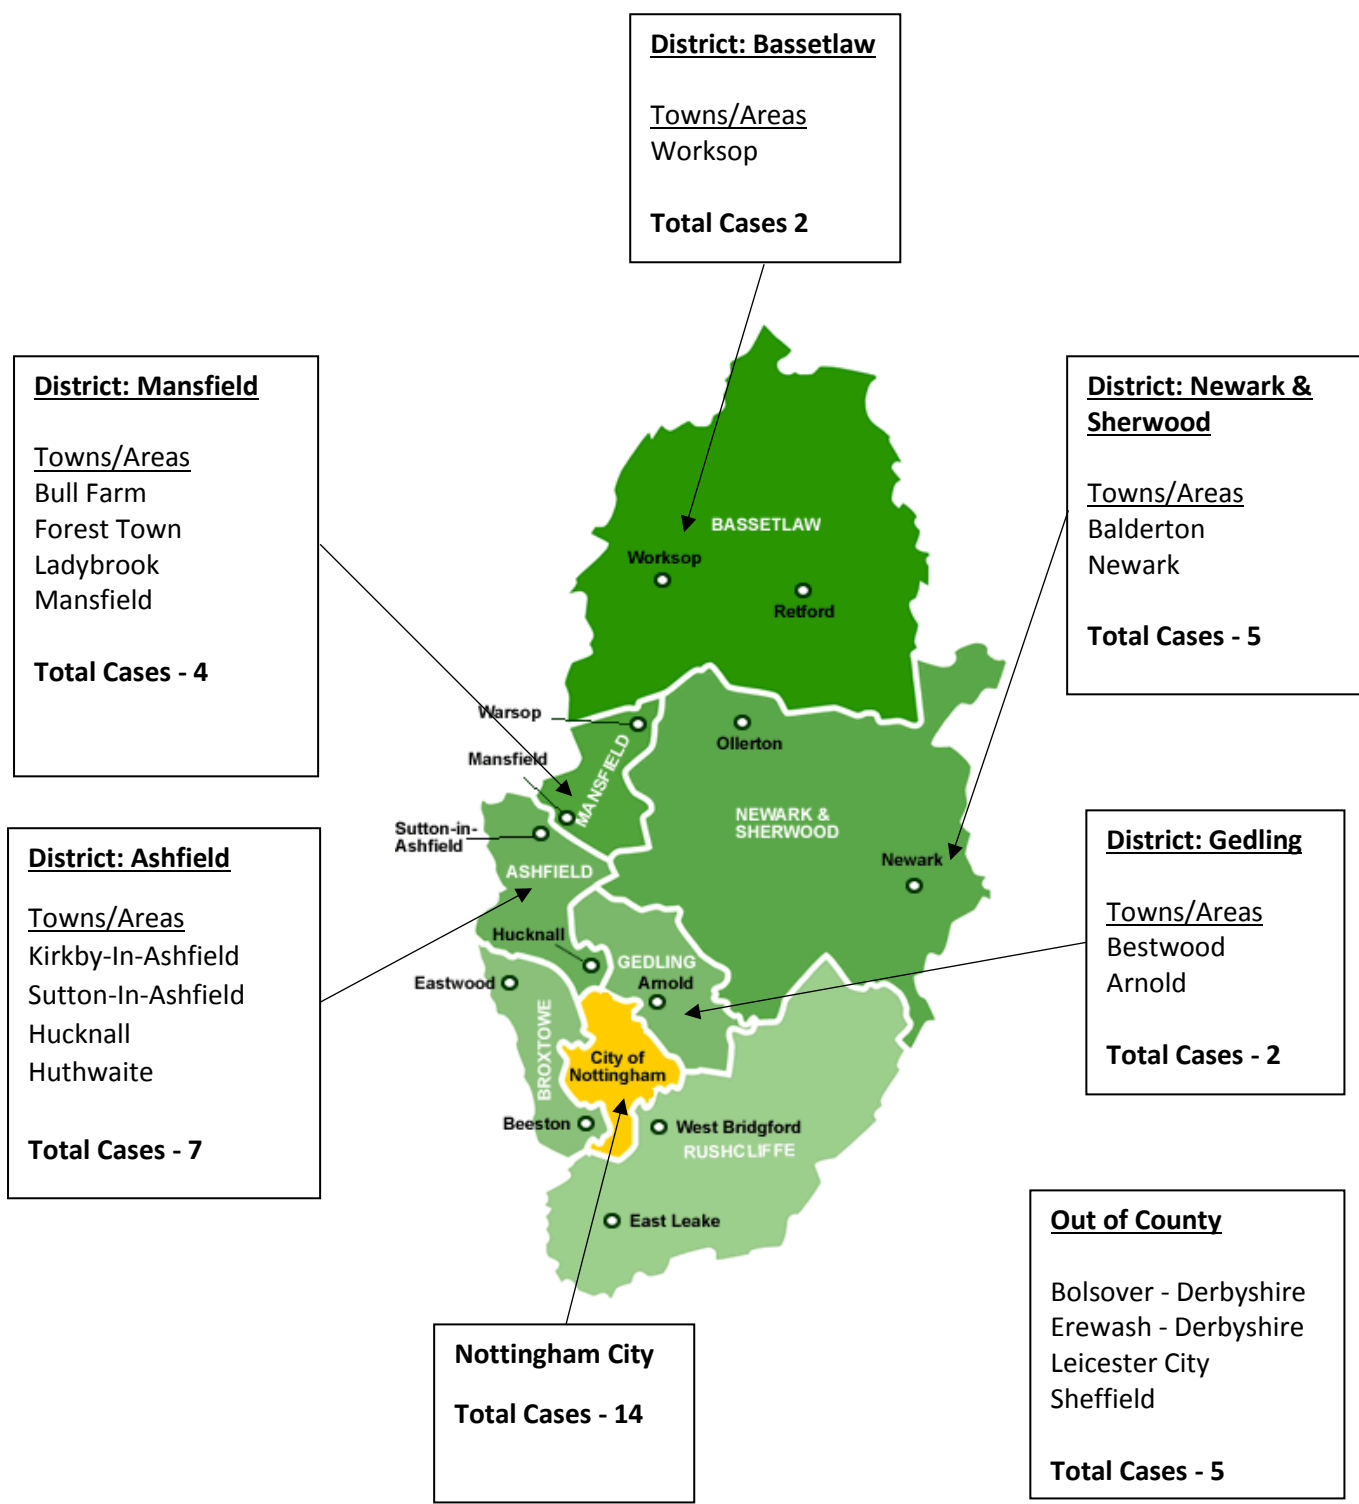 District: Bassetlaw
Towns/Areas
Worksop
Total Cases 2
District: Mansfield
Towns/Areas
Bull Farm
Forest Town
Ladybrook
Mansfield
Total Cases - 4
District: Newark &
Sherwood
Towns/Areas
Balderton
Newark
Total Cases - 5
District: Ashfield
Towns/Areas
Kirkby-In-Ashfield
Sutton-In-Ashfield
Hucknall
Huthwaite
Total Cases - 7
District: Gedling
Towns/Areas
Bestwood
Arnold
Total Cases - 2
BASSETLAW
Worksop
Retford
Warsop
Ollerton
Mansfield
MANSFIELD
NEWARK &
SHERWOOD
Sutton-in-
Ashfield
ASHFIELD
Newark
Hucknall
GEDLING
Eastwood
Arnold
BROXTOWE
City of
Nottingham
Beeston
West Bridgford
RUSHCLIFFE
East Leake
Nottingham City
Total Cases - 14
Out of County
Bolsover - Derbyshire
Erewash - Derbyshire
Leicester City
Sheffield
Total Cases - 5